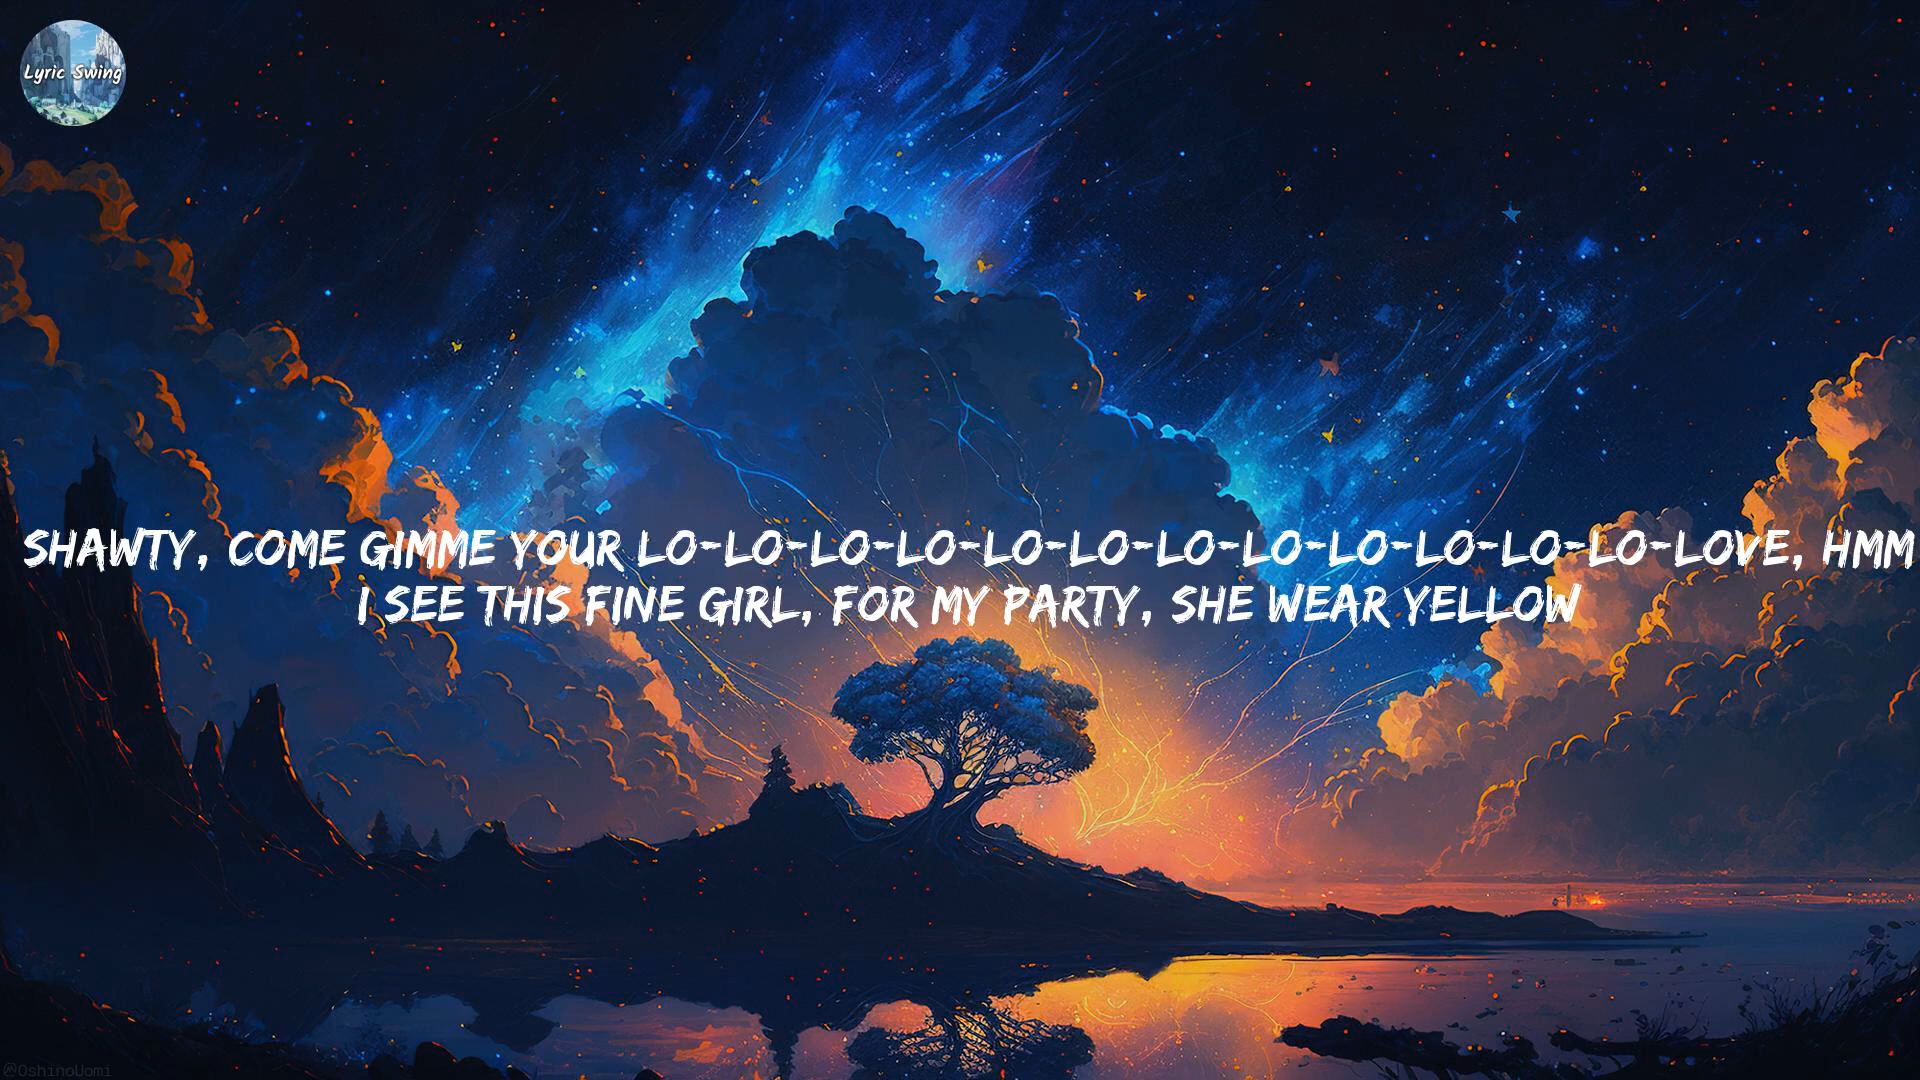 Lyric Swing
SHAWTY, COME GIMME YOUR LO-LO-LO-LO-LO-LO-LO-LO-LO-LO-LO-LO-LOVE, HMM
I SEE THIS FINE GIRL, FOR MY PARTY, SHE WEAR YELLOW
@OshinoUomi